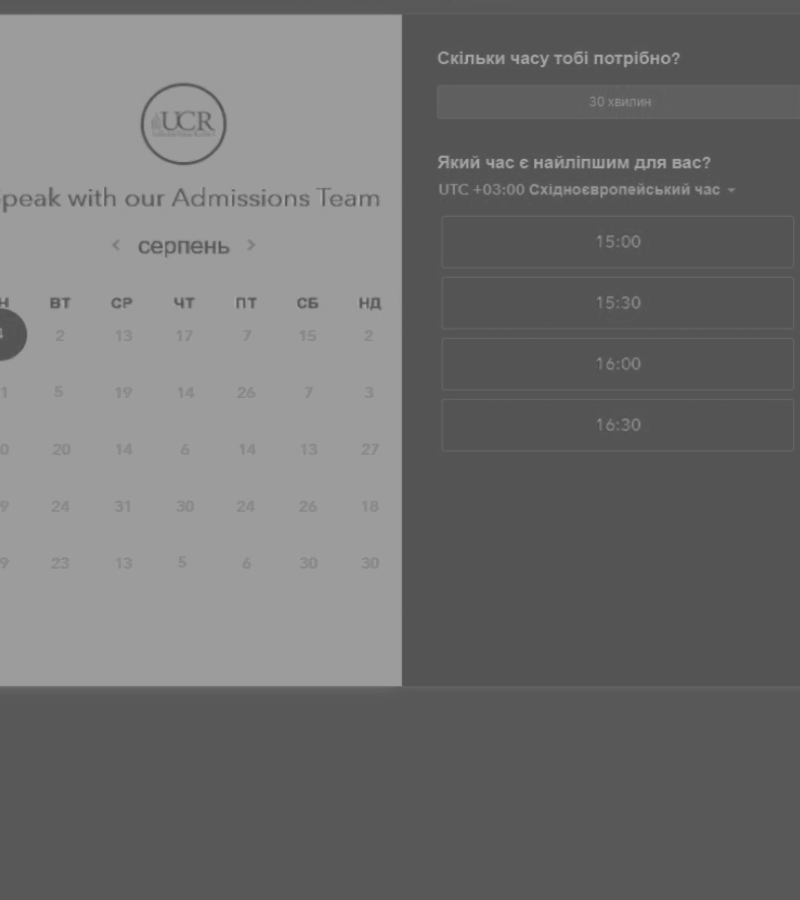 UCR
peak with our Admissions Team
серпень
Н ВТ СР ЧТ ПТ СБ НД
2 13 17 7 15 2
1 5 19 14 26 7 3
0 20 14 6 14 13 27
9 24 31 30 24 26 18
9 23 13 5 6 30 30
Скільки часу тобі потрібно?
30 хвилин
Який час є найліпшим для вас?
UTC +03:00 Східноєвропейський час
15:00
15:30
16:00
16:30